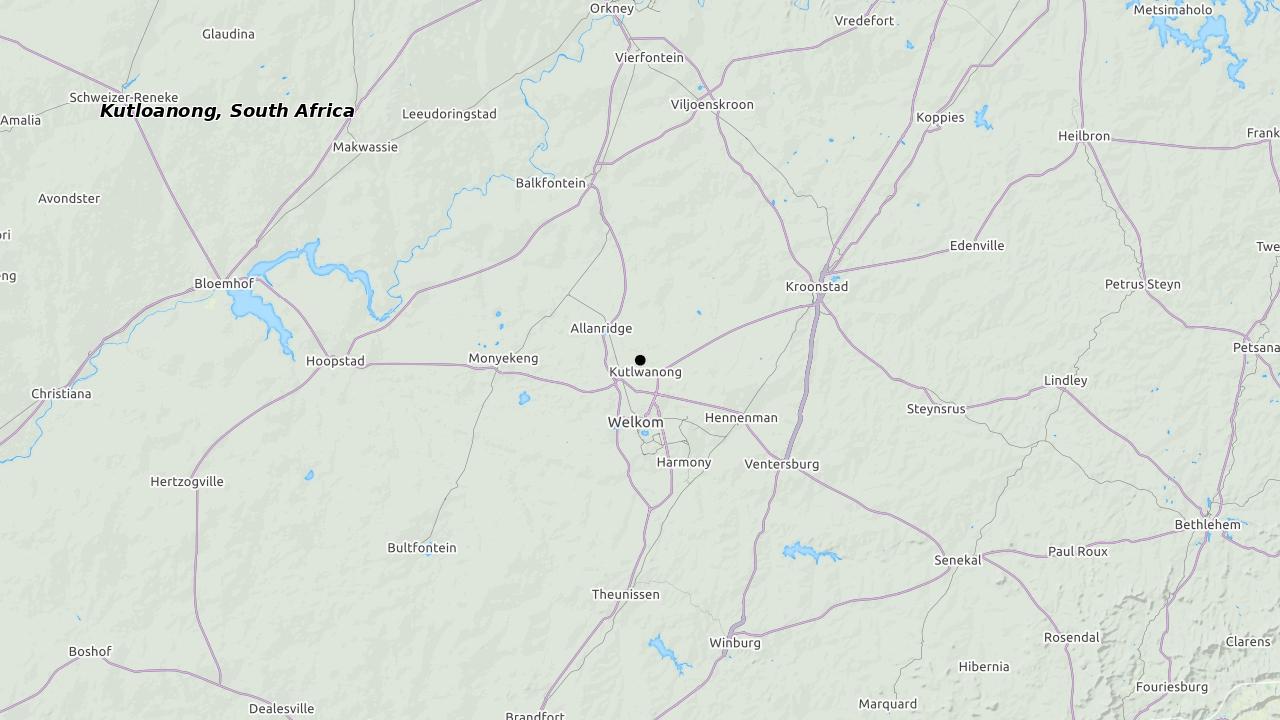 Orkney
Metsimaholo
Vredefort
Glaudina
Vierfontein
Schweizer-Reneke
Viljoenskroon
Kutloanong, South Africa
Leeudoringstad
Koppies
Amalia
Heilbron
Frank
Makwassie
Balkfontein
Avondster
ori
Edenville
Twe
eng
Bloemhof
Kroonstad
Petrus Steyn
Allanridge
Petsana
Hoopstad
Monyekeng
Kutlwanong
Lindley
Christiana
Steynsrus
Welkom
Hennenman
Harmony
Ventersburg
Hertzogville
Bethlehem
Bultfontein
Paul Roux
Senekal
Theunissen
Rosendal
Winburg
Clarens
Boshof
Hibernia
Fouriesburg
Marquard
Dealesville
Brandfort